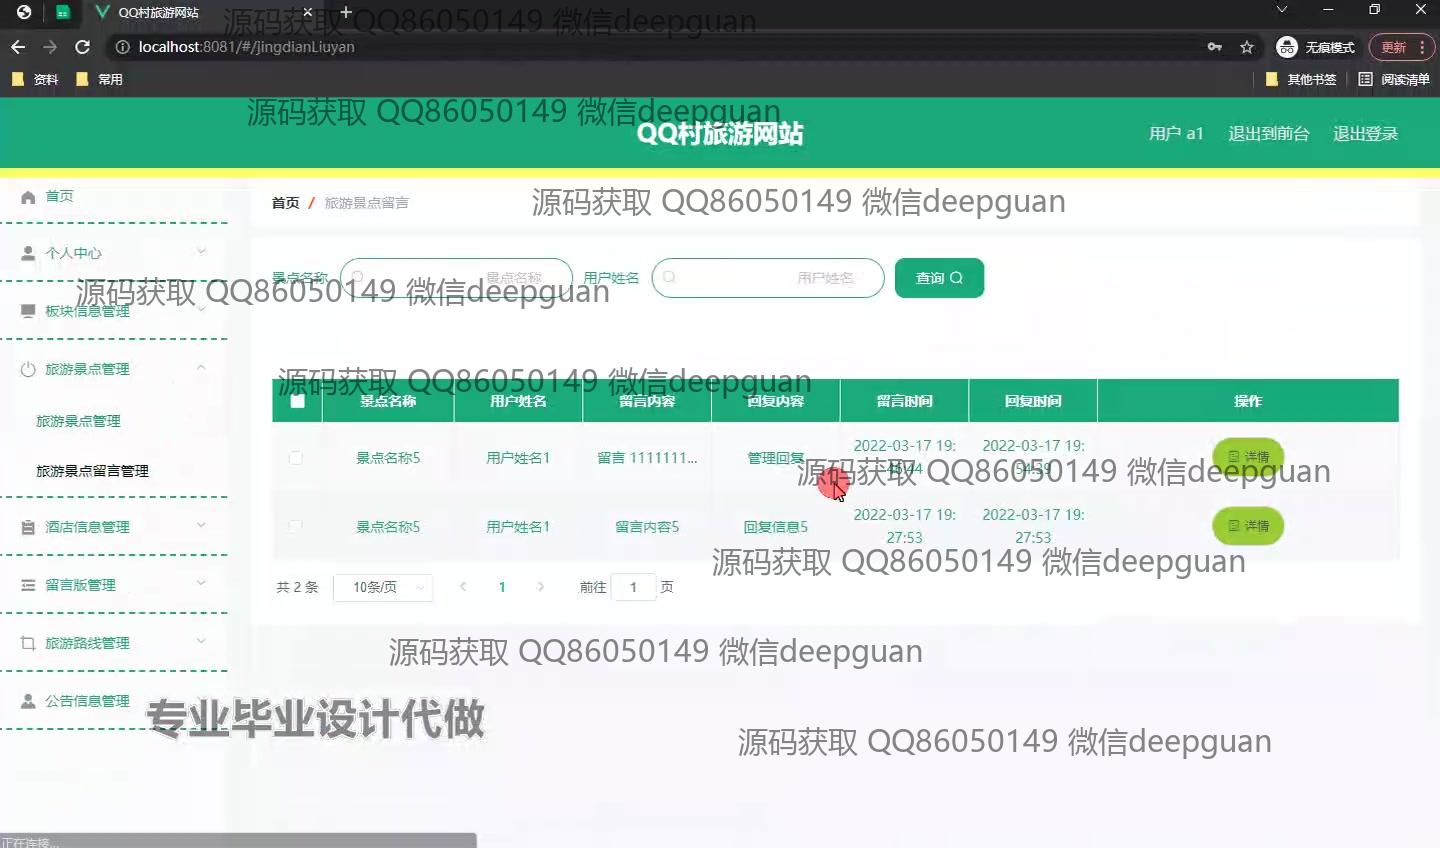 QQ村旅游网站
源码获取 QQ86050149 微信deepguan
localhost:8081/#/jingdianLiuyan
无痕模式
更新
资料
常用
其他书签
阅读清单
源码获取 QQ86050149 微信deepguan
QQ村旅游网站
用户 a1
退出到前台
退出登录
首页
首页 / 旅游景点留言
源码获取 QQ86050149 微信deepguan
个人中心
景点名称
景点名称
用户姓名
用户姓名
查询
源码获取 QQ86050149 微信deepguan
板块信息管理
旅游景点管理
源码获取 QQ86050149 微信deepguan
景点名称 用户姓名 留言内容 回复内容 留言时间 回复时间 操作
旅游景点管理
旅游景点留言管理
景点名称5 用户姓名1 留言 1111111... 管理回复 2022-03-17 19: 2022-03-17 19: 详情
46:44 54:39
源码获取 QQ86050149 微信deepguan
景点名称5 用户姓名1 留言内容5 回复信息5 2022-03-17 19: 2022-03-17 19: 详情
27:53 27:53
酒店信息管理
源码获取 QQ86050149 微信deepguan
留言版管理
共 2 条 10条/页 1 前往 1 页
旅游路线管理
源码获取 QQ86050149 微信deepguan
公告信息管理
专业毕业设计代做
源码获取 QQ86050149 微信deepguan
正在连接...